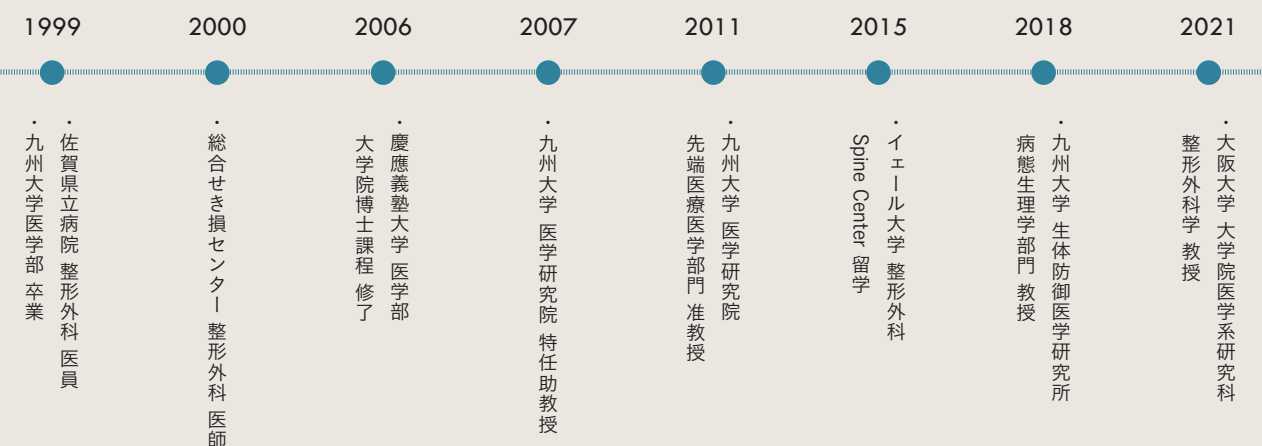 1999
・佐賀県立病院 整形外科 医員
・九州大学医学部 卒業
2000
・総合せき損センター 整形外科 医師
2006
・慶應義塾大学 医学部
大学院博士課程 修了
2007
・九州大学 医学研究院 特任助教授
2011
・九州大学 医学研究院
先端医療医学部門 准教授
2015
・イェール大学 整形外科
Spine Center 留学
2018
・九州大学 生体防御医学研究所
病態生理学部門 教授
2021
・大阪大学 大学院医学系研究科
整形外科学 教授